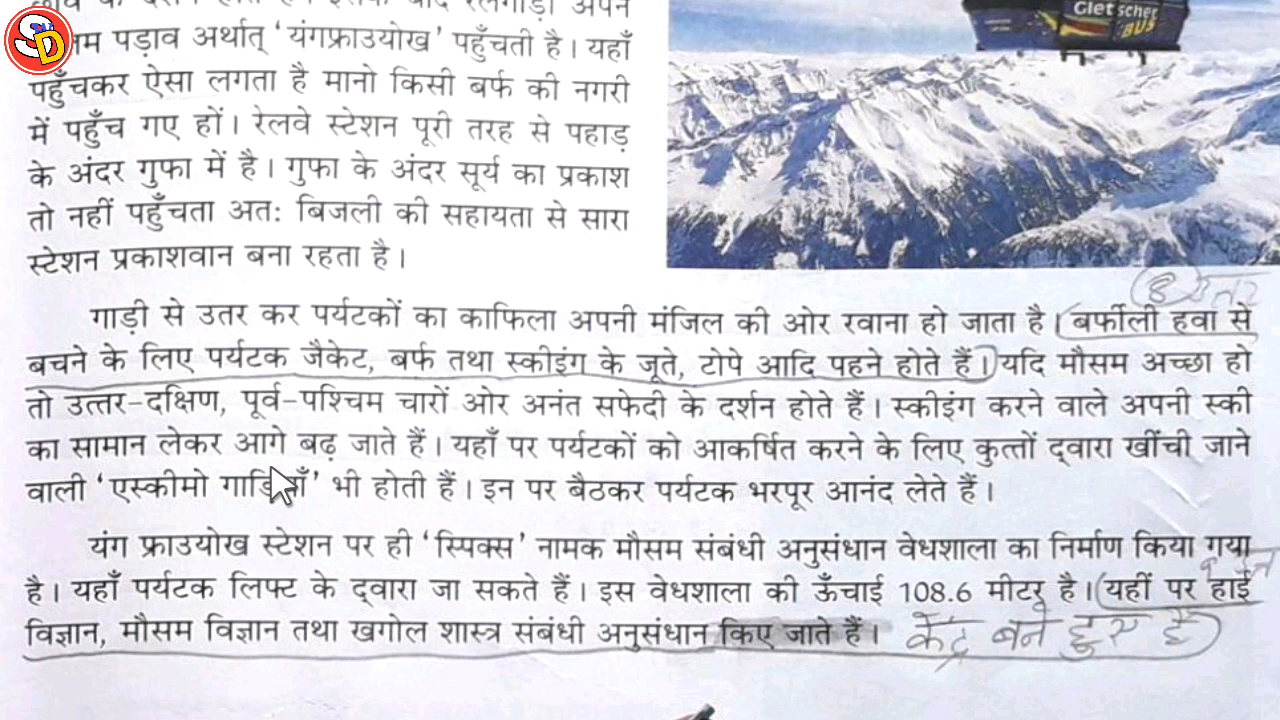 SD
Gletscher
BUS
पड़ाव अर्थात् ‘यंगफ्राउयोख’ पहुँचती है। यहाँ
पहुँचकर ऐसा लगता है मानो किसी बर्फ की नगरी
में पहुँच गए हों। रेलवे स्टेशन पूरी तरह से पहाड़
के अंदर गुफा में है। गुफा के अंदर सूर्य का प्रकाश
तो नहीं पहुँचता अतः बिजली की सहायता से सारा
स्टेशन प्रकाशवान बना रहता है।
गाड़ी से उतर कर पर्यटकों का काफिला अपनी मंजिल की ओर रवाना हो जाता है। बर्फीली हवा से
बचने के लिए पर्यटक जैकेट, बर्फ तथा स्कीइंग के जूते, टोपे आदि पहने होते हैं। यदि मौसम अच्छा हो
तो उत्तर-दक्षिण, पूर्व-पश्चिम चारों ओर अनंत सफेदी के दर्शन होते हैं। स्कीइंग करने वाले अपनी स्की
का सामान लेकर आगे बढ़ जाते हैं। यहाँ पर पर्यटकों को आकर्षित करने के लिए कुत्तों द्वारा खींची जाने
वाली ‘एस्कीमो गाड़ियाँ’ भी होती हैं। इन पर बैठकर पर्यटक भरपूर आनंद लेते हैं।
यंग फ्राउयोख स्टेशन पर ही ‘स्पिक्स’ नामक मौसम संबंधी अनुसंधान वेधशाला का निर्माण किया गया
है। यहाँ पर्यटक लिफ्ट के द्वारा जा सकते हैं। इस वेधशाला की ऊँचाई 108.6 मीटर है। यहीं पर हाई
विज्ञान, मौसम विज्ञान तथा खगोल शास्त्र संबंधी अनुसंधान किए जाते हैं। केंद्र बने हुए है